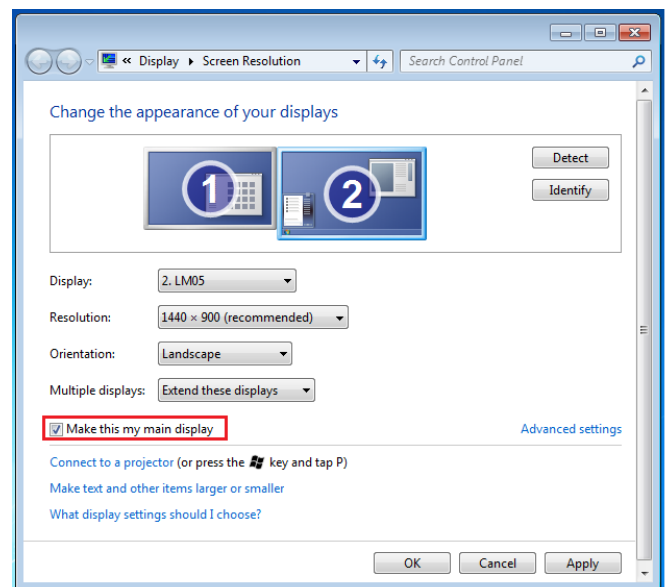 « Display ▸ Screen Resolution
Search Control Panel
Change the appearance of your displays
1
2
Detect
Identify
Display: 2. LM05
Resolution: 1440 × 900 (recommended)
Orientation: Landscape
Multiple displays: Extend these displays
Make this my main display
Advanced settings
Connect to a projector (or press the key and tap P)
Make text and other items larger or smaller
What display settings should I choose?
OK Cancel Apply